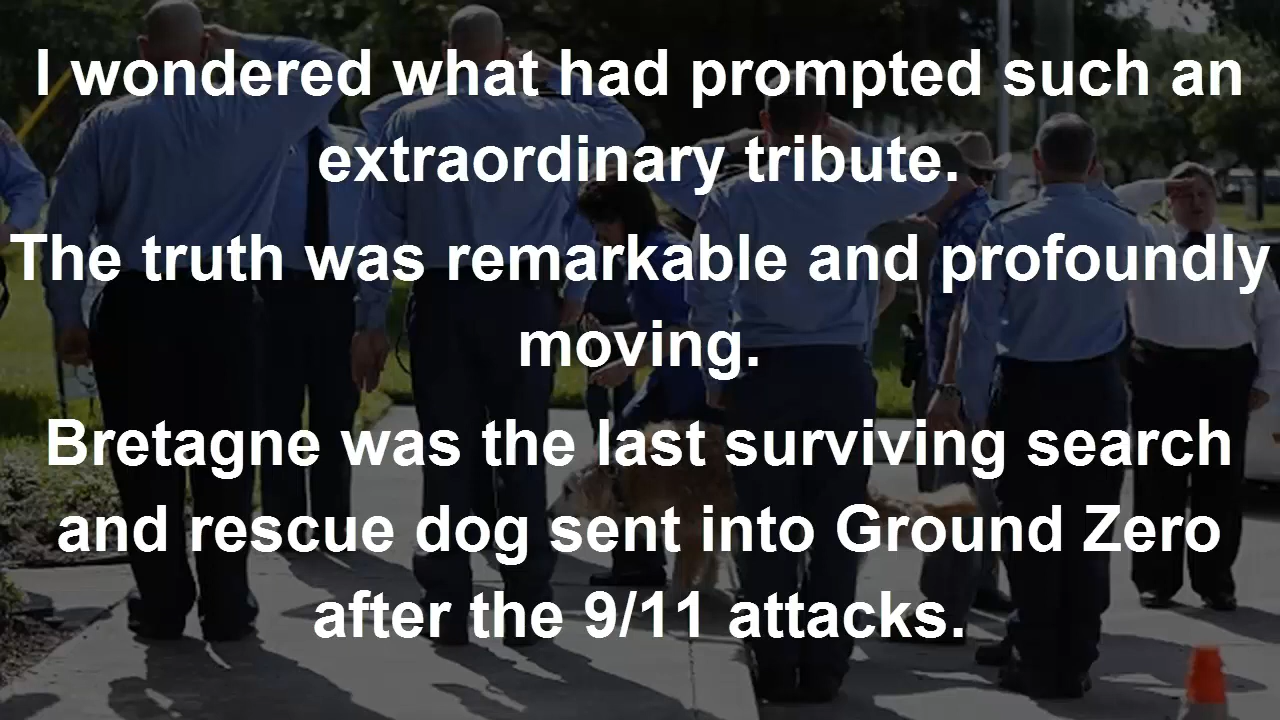 I wondered what had prompted such an
extraordinary tribute.
The truth was remarkable and profoundly
moving.
Bretagne was the last surviving search
and rescue dog sent into Ground Zero
after the 9/11 attacks.